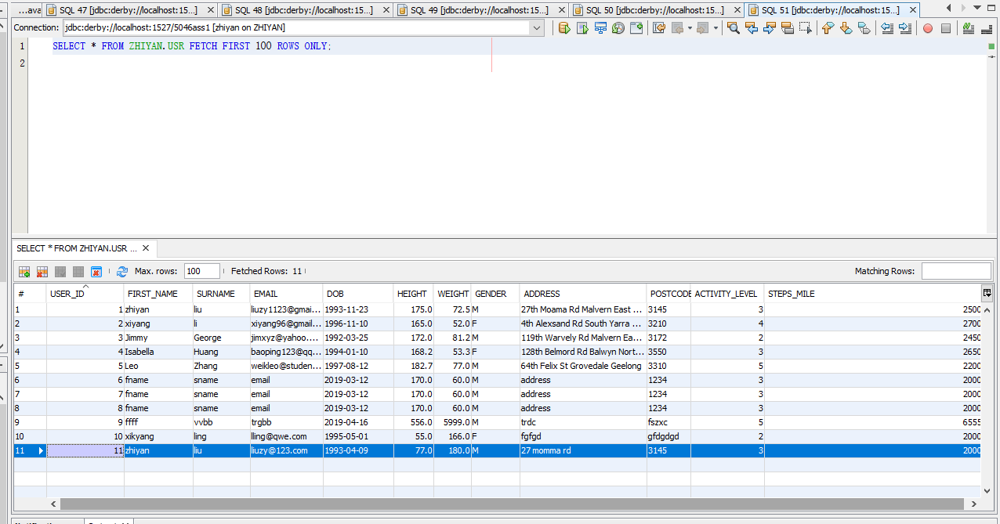 ...ava SQL 47 [jdbc:derby://localhost:15...] SQL 48 [jdbc:derby://localhost:15...] SQL 49 [jdbc:derby://localhost:15...] SQL 50 [jdbc:derby://localhost:15...] SQL 51 [jdbc:derby://localhost:15...]
Connection: jdbc:derby://localhost:1527/5046ass1 [zhiyan on ZHIYAN]
1 SELECT * FROM ZHIYAN.USR FETCH FIRST 100 ROWS ONLY;
2
SELECT * FROM ZHIYAN.USR ...
Max. rows: 100 Fetched Rows: 11 Matching Rows:
# USER_ID FIRST_NAME SURNAME EMAIL DOB HEIGHT WEIGHT GENDER ADDRESS POSTCODE ACTIVITY_LEVEL STEPS_MILE
1 1 zhiyan liu liuzy1123@gmai... 1993-11-23 175.0 72.5 M 27th Moama Rd Malvern East ... 3145 3 2500
2 2 xiyang li xiyang96@gmail... 1996-11-10 165.0 52.0 F 4th Alexsand Rd South Yarra ... 3210 4 2700
3 3 Jimmy George jimxyz@yahoo.... 1992-03-25 172.0 81.2 M 119th Warvely Rd Malvern Ea... 3172 2 2450
4 4 Isabella Huang baoping123@qq... 1994-01-10 168.2 53.3 F 128th Belmord Rd Balwyn Nort... 3550 3 2650
5 5 Leo Zhang weikleo@studen... 1997-08-12 182.7 77.0 M 64th Felix St Grovedale Geelong 3310 5 2200
6 6 fname sname email 2019-03-12 170.0 60.0 M address 1234 3 2000
7 7 fname sname email 2019-03-12 170.0 60.0 M address 1234 3 2000
8 8 fname sname email 2019-03-12 170.0 60.0 M address 1234 3 2000
9 9 ffff vvbb trgbb 2019-04-16 556.0 5999.0 M trdc fszxc 5 6555
10 10 xikyang ling lling@qwe.com 1995-05-01 55.0 166.0 F fgfgd gfdgdgd 2 2000
11 11 zhiyan liu liuzy@123.com 1993-04-09 77.0 180.0 M 27 momma rd 3145 3 2000